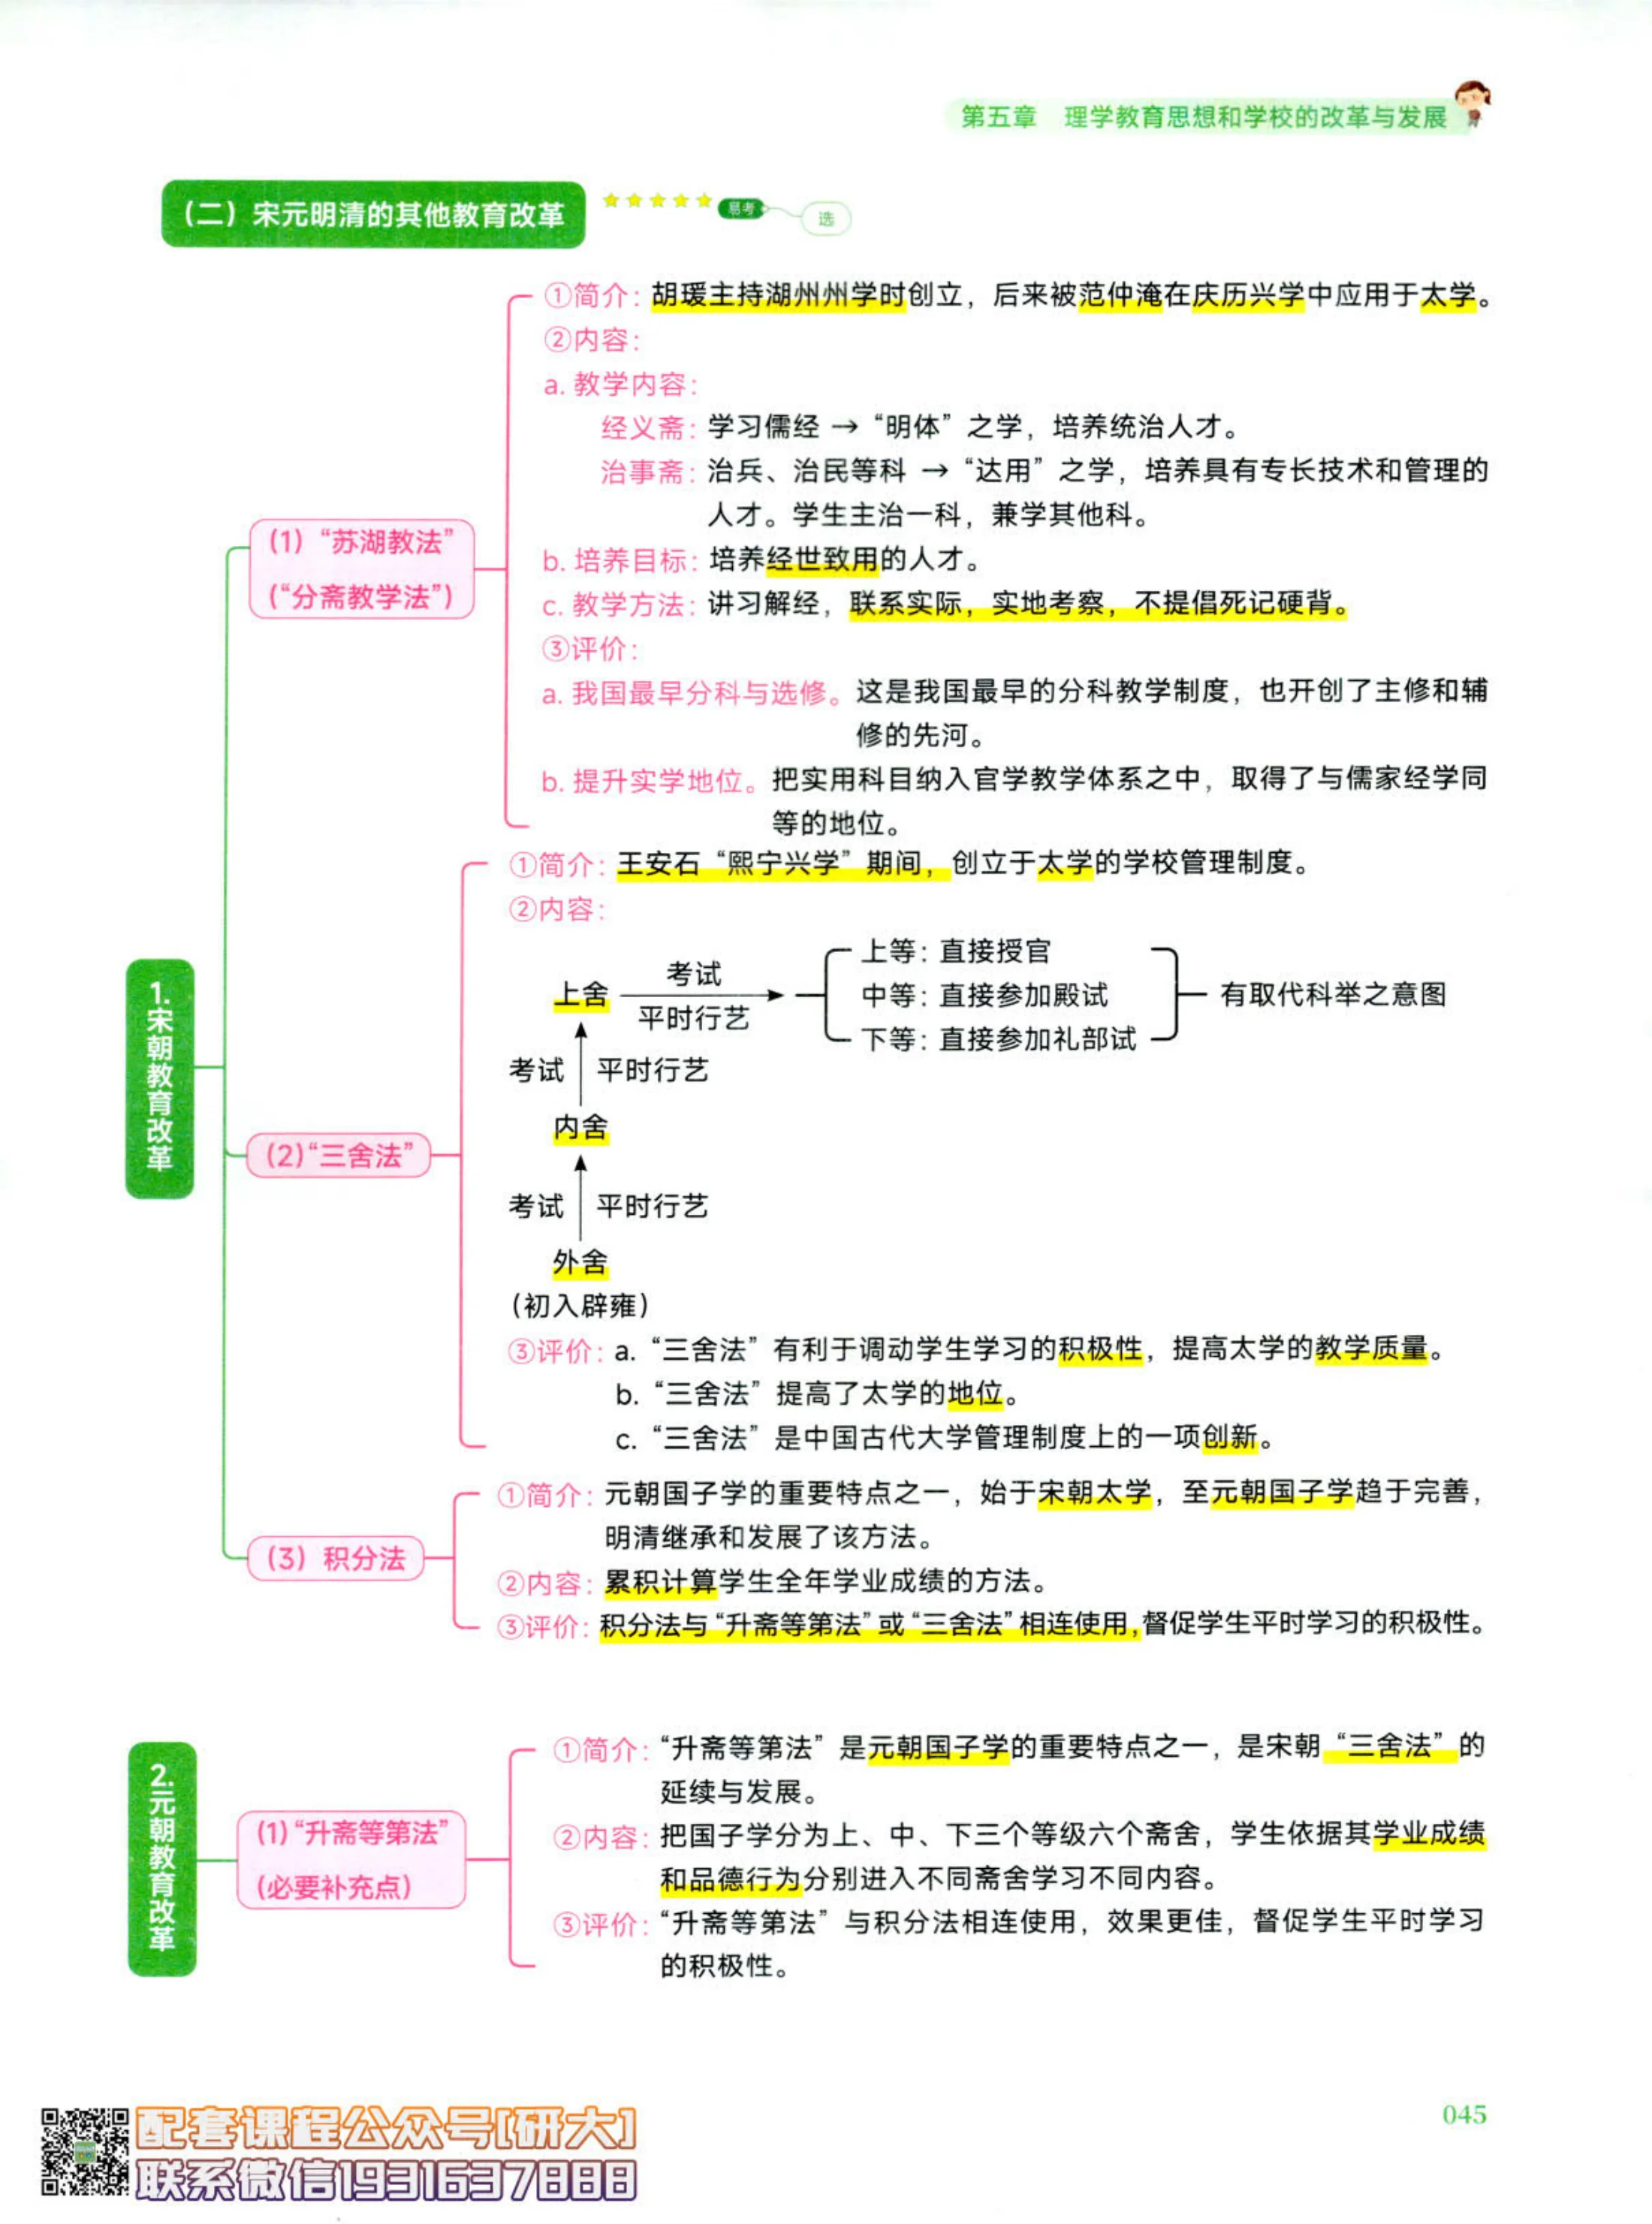 第五章 理学教育思想和学校的改革与发展
（二）宋元明清的其他教育改革
易考
选
1.宋朝教育改革
(1)“苏湖教法”
(“分斋教学法”)
①简介：胡瑗主持湖州州学时创立，后来被范仲淹在庆历兴学中应用于太学。
②内容：
a. 教学内容：
经义斋：学习儒经 → “明体”之学，培养统治人才。
治事斋：治兵、治民等科 → “达用”之学，培养具有专长技术和管理的
人才。学生主治一科，兼学其他科。
b. 培养目标：培养经世致用的人才。
c. 教学方法：讲习解经，联系实际，实地考察，不提倡死记硬背。
③评价：
a. 我国最早分科与选修。这是我国最早的分科教学制度，也开创了主修和辅
修的先河。
b. 提升实学地位。把实用科目纳入官学教学体系之中，取得了与儒家经学同
等的地位。
(2)“三舍法”
①简介：王安石“熙宁兴学”期间，创立于太学的学校管理制度。
②内容：
上等：直接授官
考试
上舍
中等：直接参加殿试
有取代科举之意图
平时行艺
下等：直接参加礼部试
考试 平时行艺
内舍
考试 平时行艺
外舍
(初入辟雍)
③评价：a. “三舍法”有利于调动学生学习的积极性，提高太学的教学质量。
b. “三舍法”提高了太学的地位。
c. “三舍法”是中国古代大学管理制度上的一项创新。
(3) 积分法
①简介：元朝国子学的重要特点之一，始于宋朝太学，至元朝国子学趋于完善，
明清继承和发展了该方法。
②内容：累积计算学生全年学业成绩的方法。
③评价：积分法与“升斋等第法”或“三舍法”相连使用，督促学生平时学习的积极性。
2.元朝教育改革
(1)“升斋等第法”
(必要补充点)
①简介：“升斋等第法”是元朝国子学的重要特点之一，是宋朝“三舍法”的
延续与发展。
②内容：把国子学分为上、中、下三个等级六个斋舍，学生依据其学业成绩
和品德行为分别进入不同斋舍学习不同内容。
③评价：“升斋等第法”与积分法相连使用，效果更佳，督促学生平时学习
的积极性。
045
配套课程公众号[研大]
联系微信1931637888